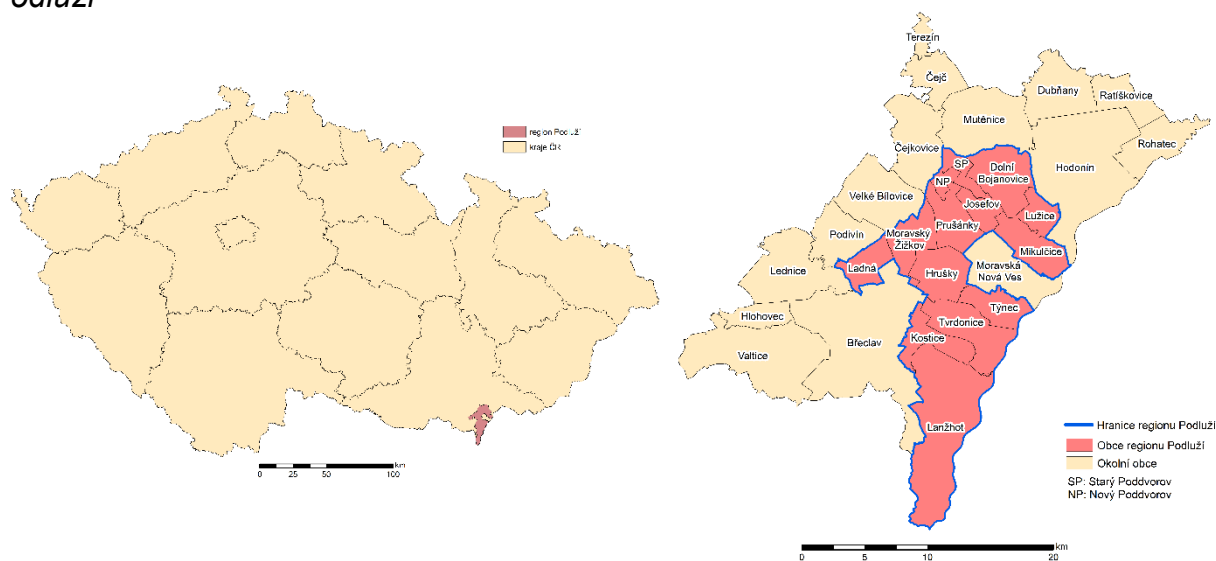 odluží
region Podluží
kraje ČR
km
0 25 50 100
Terezín
Čejč
Dubňany
Ratíškovice
Mutěnice
Čejkovice
Rohatec
Hodonín
SP
Dolní
Bojanovice
NP
Velké Bílovice
Josefov
Lužice
Prušánky
Podivín
Moravský
Žižkov
Mikulčice
Lednice
Ladná
Hrušky
Moravská
Nová Ves
Týnec
Hlohovec
Tvrdonice
Břeclav
Kostice
Valtice
Lanžhot
Hranice regionu Podluží
Obce regionu Podluží
Okolní obce
SP: Starý Poddvorov
NP: Nový Poddvorov
km
0 5 10 20